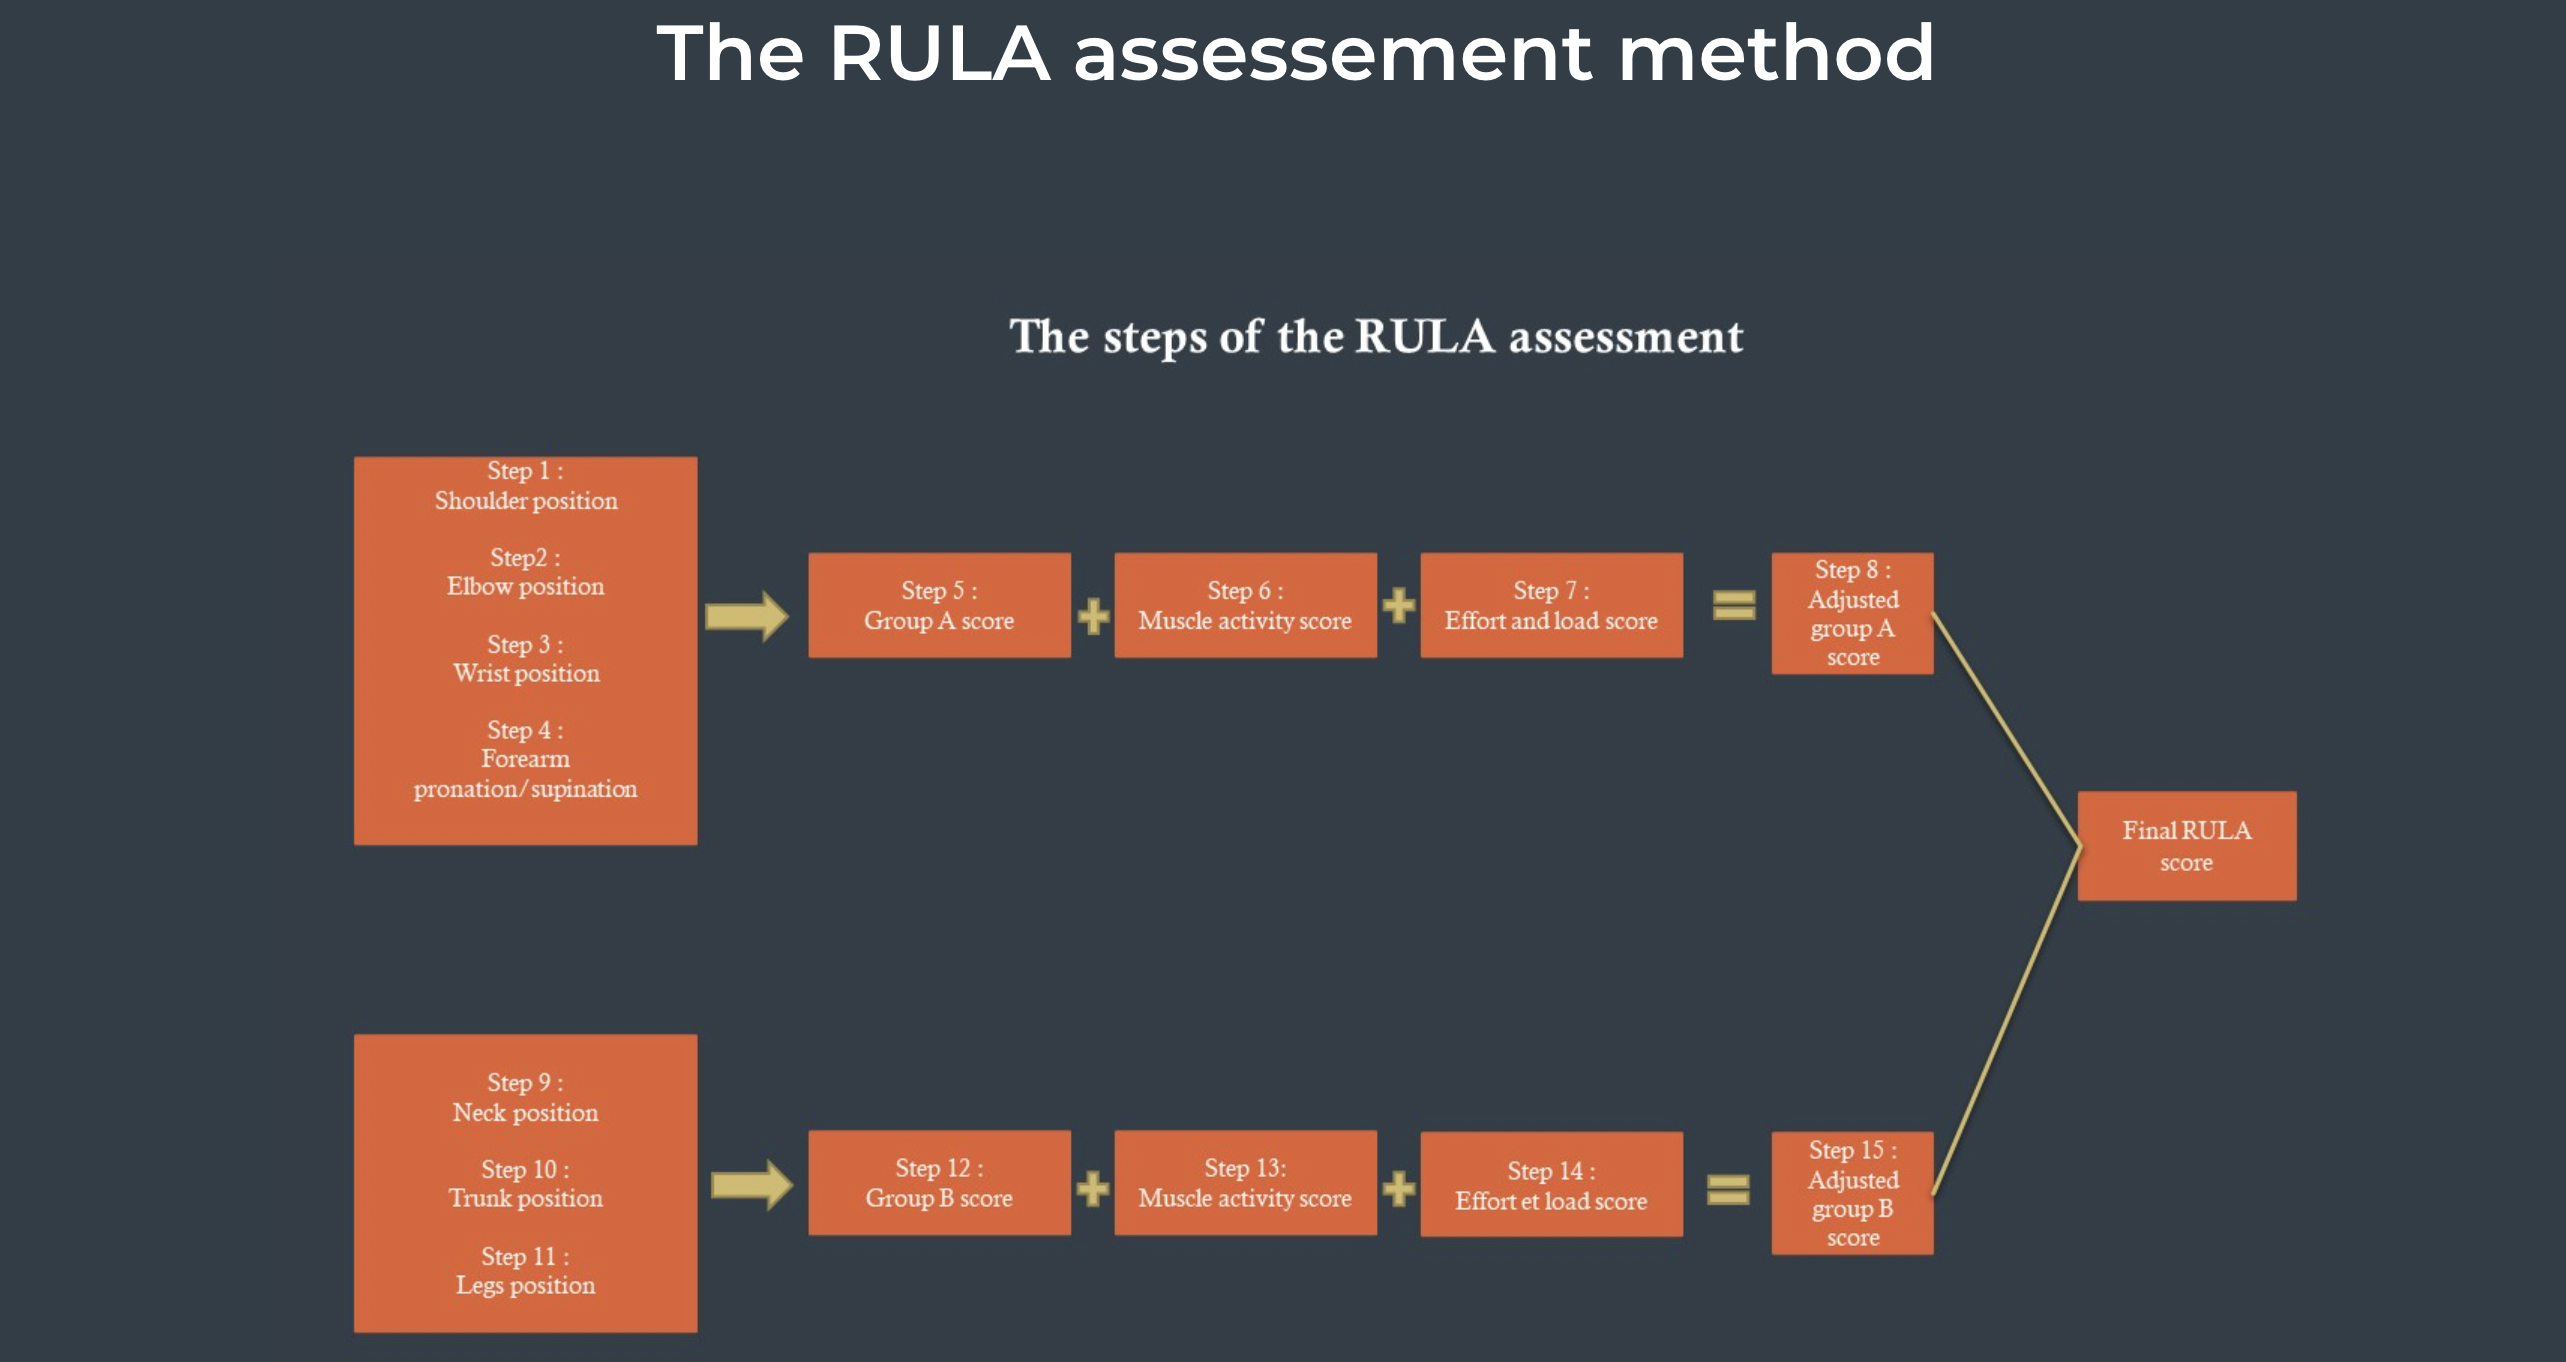 The RULA assessement method
The steps of the RULA assessment
Step 1 :
Shoulder position
Step2 :
Elbow position
Step 3 :
Wrist position
Step 4 :
Forearm
pronation/supination
Step 5 :
Group A score
Step 6 :
Muscle activity score
Step 7 :
Effort and load score
Step 8 :
Adjusted
group A
score
Final RULA
score
Step 9 :
Neck position
Step 10 :
Trunk position
Step 11 :
Legs position
Step 12 :
Group B score
Step 13:
Muscle activity score
Step 14 :
Effort et load score
Step 15 :
Adjusted
group B
score